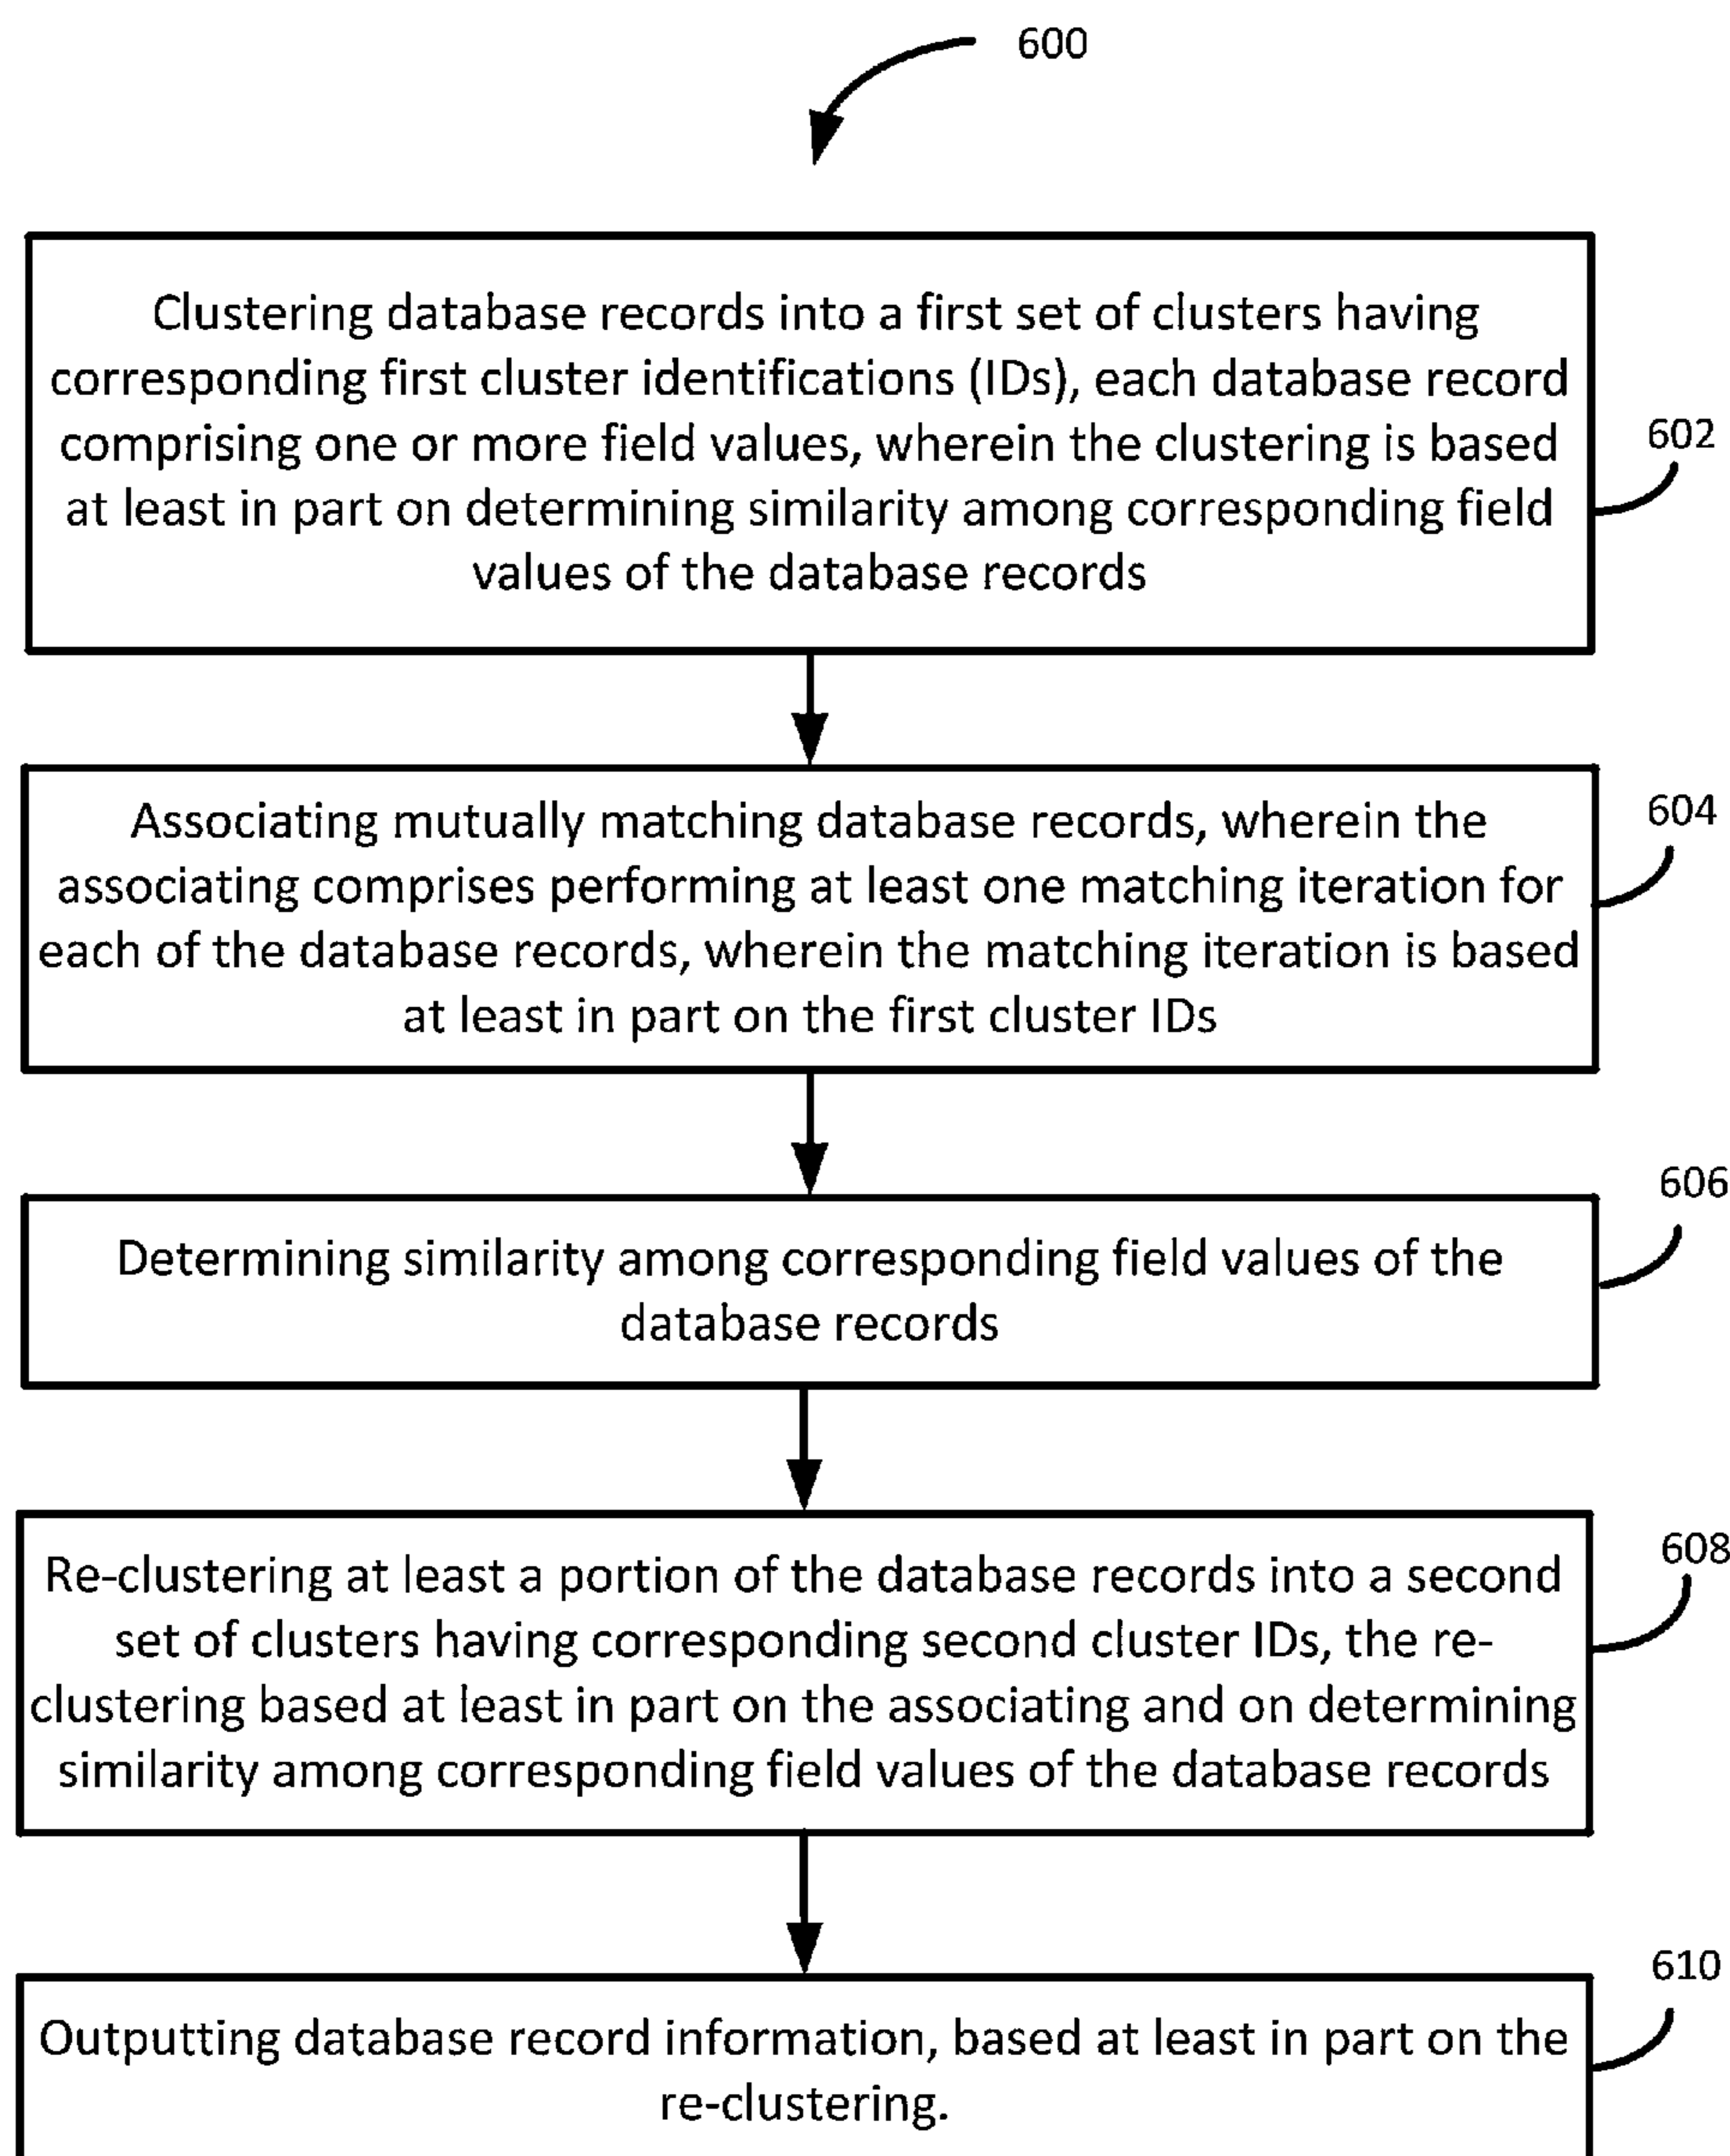 600
Clustering database records into a first set of clusters having
corresponding first cluster identifications (IDs), each database record
comprising one or more field values, wherein the clustering is based
at least in part on determining similarity among corresponding field
values of the database records
602
Associating mutually matching database records, wherein the
associating comprises performing at least one matching iteration for
each of the database records, wherein the matching iteration is based
at least in part on the first cluster IDs
604
Determining similarity among corresponding field values of the
database records
606
Re-clustering at least a portion of the database records into a second
set of clusters having corresponding second cluster IDs, the re-
clustering based at least in part on the associating and on determining
similarity among corresponding field values of the database records
608
Outputting database record information, based at least in part on the
re-clustering.
610